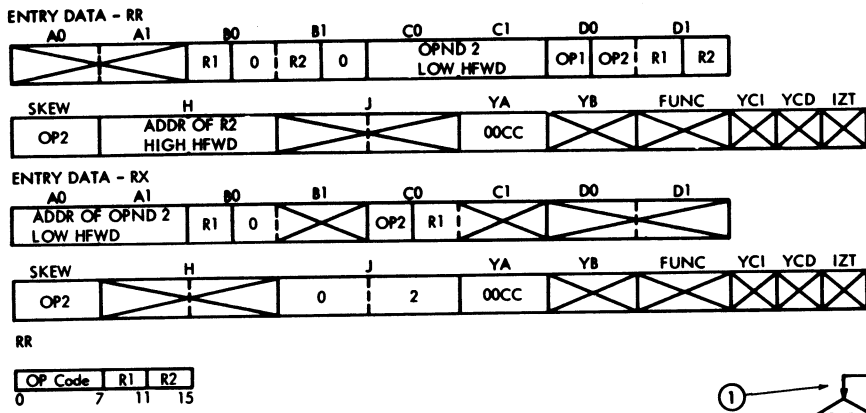 ENTRY DATA - RR
A0 A1 B0 B1 C0 C1 D0 D1
R1 0 R2 0 OPND 2 LOW HFWD OP1 OP2 R1 R2
SKEW H J YA YB FUNC YCI YCD IZT
OP2 ADDR OF R2 HIGH HFWD 00CC
ENTRY DATA - RX
A0 A1 B0 B1 C0 C1 D0 D1
ADDR OF OPND 2 LOW HFWD R1 0 OP2 R1
SKEW H J YA YB FUNC YCI YCD IZT
OP2 0 2 00CC
RR
OP Code R1 R2
0 7 11 15
1